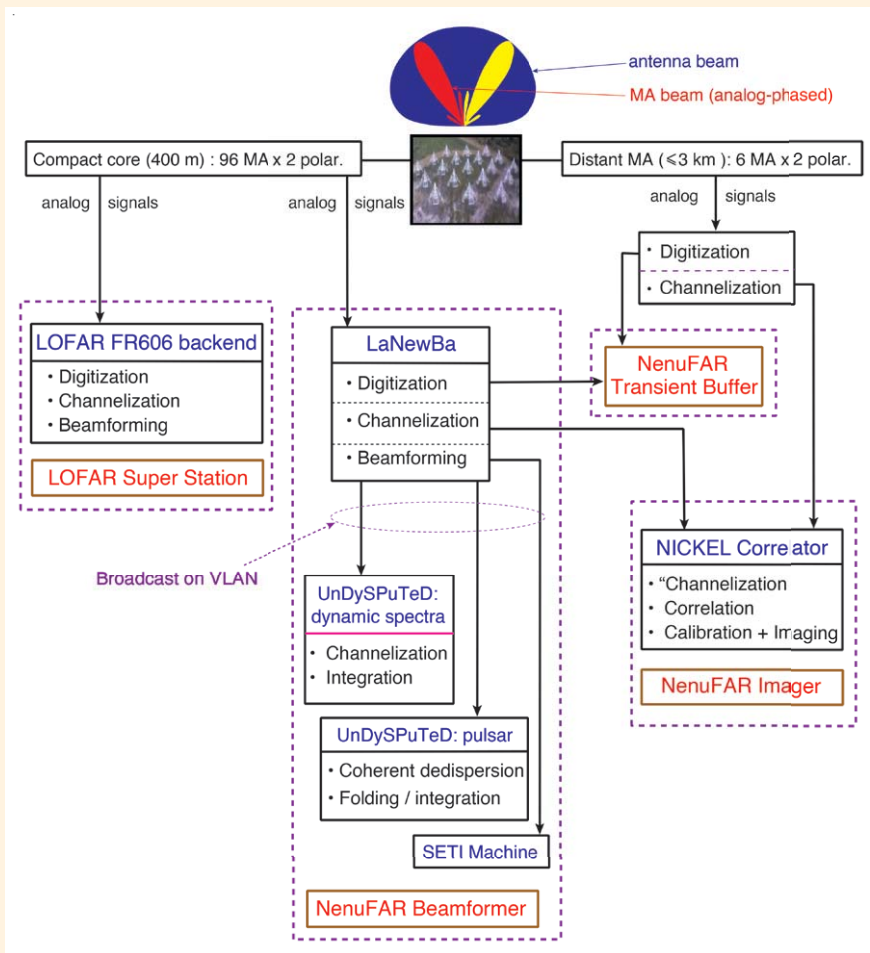 antenna beam
MA beam (analog-phased)
Compact core (400 m) : 96 MA x 2 polar.
Distant MA (⩽3 km ): 6 MA x 2 polar.
analog signals
analog signals
analog signals
• Digitization
• Channelization
LOFAR FR606 backend
• Digitization
• Channelization
• Beamforming
LOFAR Super Station
LaNewBa
• Digitization
• Channelization
• Beamforming
NenuFAR
Transient Buffer
Broadcast on VLAN
NICKEL Correlator
• “Channelization
• Correlation
• Calibration + Imaging
NenuFAR Imager
UnDySPuTeD:
dynamic spectra
• Channelization
• Integration
UnDySPuTeD: pulsar
• Coherent dedispersion
• Folding / integration
SETI Machine
NenuFAR Beamformer